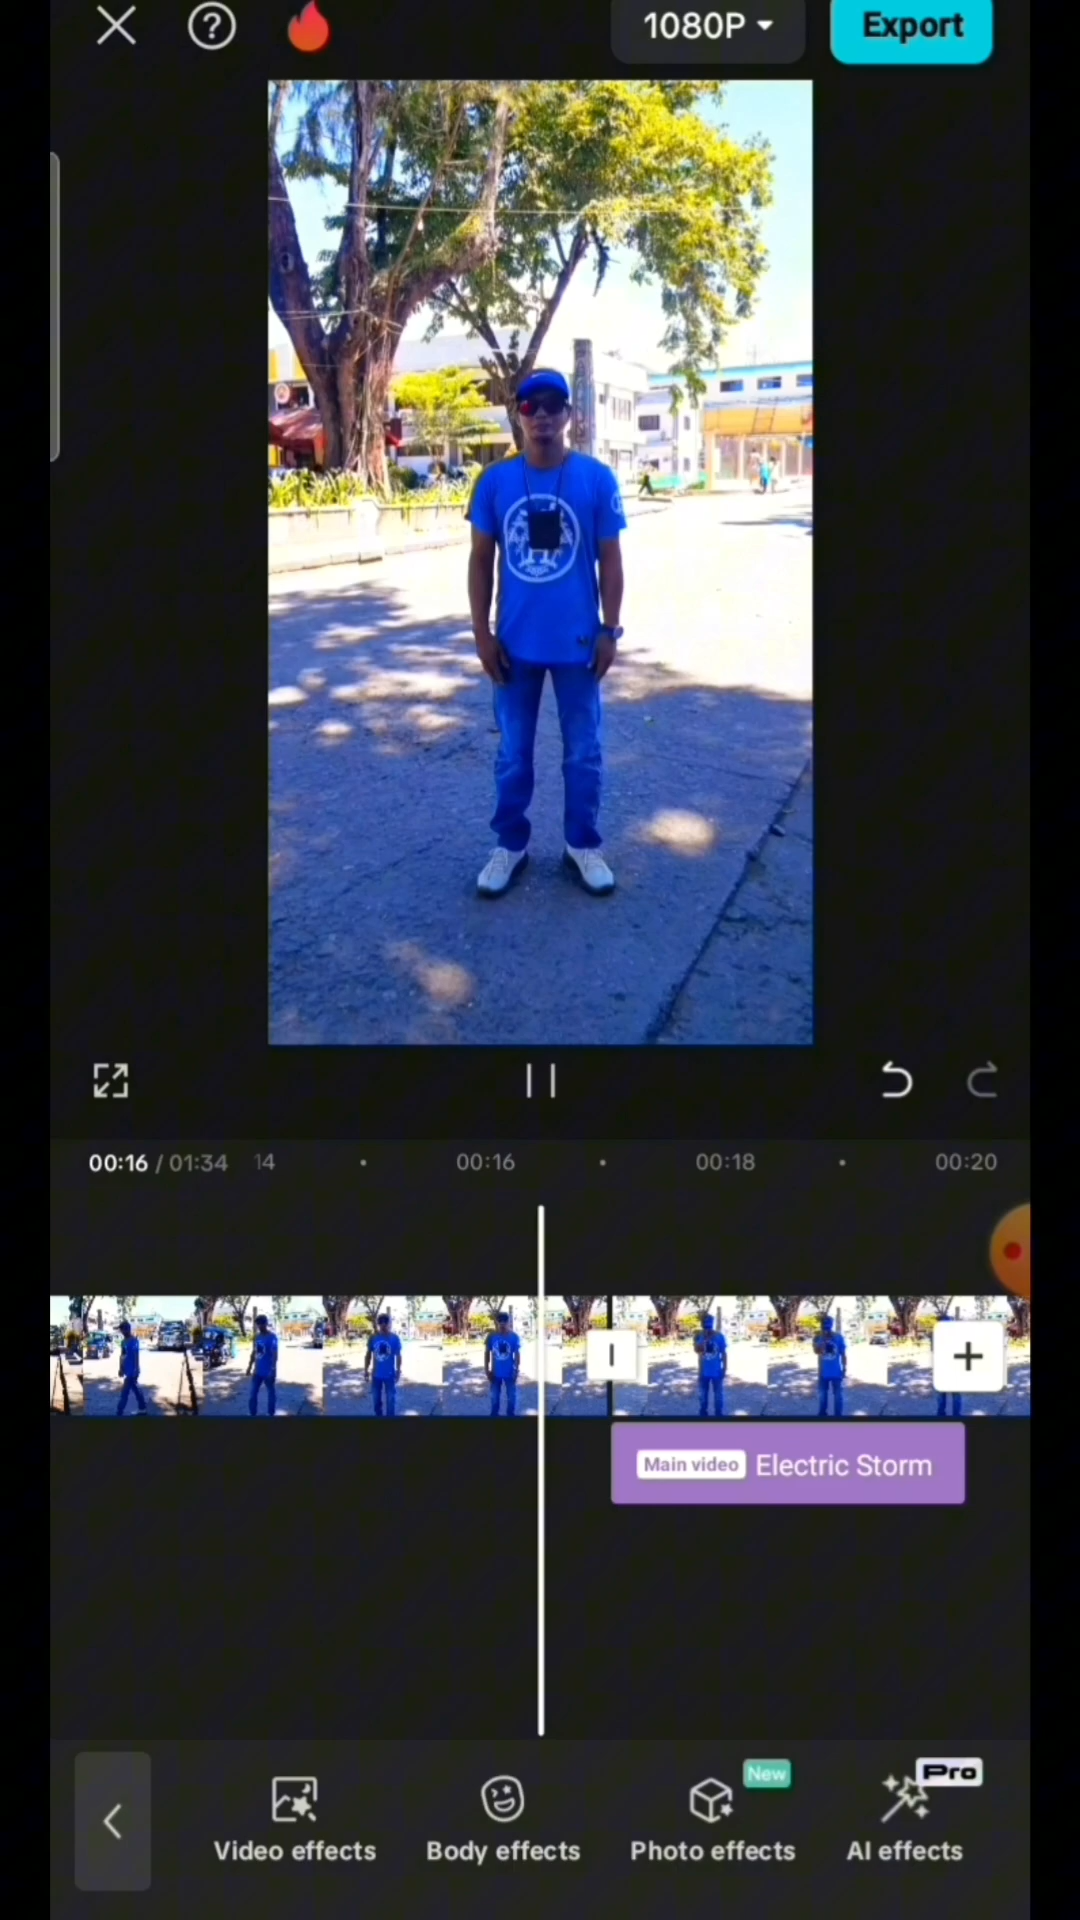 1080P Export
00:16 / 01:34 14 00:16 00:18 00:20
Main video Electric Storm
New Pro
Video effects Body effects Photo effects AI effects